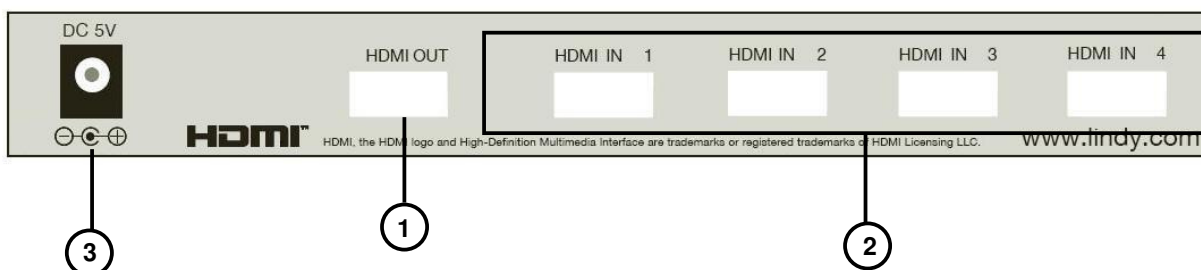 DC 5V
HDMI OUT
HDMI IN 1
HDMI IN 2
HDMI IN 3
HDMI IN 4
HDMI™
HDMI, the HDMI logo and High-Definition Multimedia Interface are trademarks or registered trademarks of HDMI Licensing LLC.
www.lindy.com
3
1
2